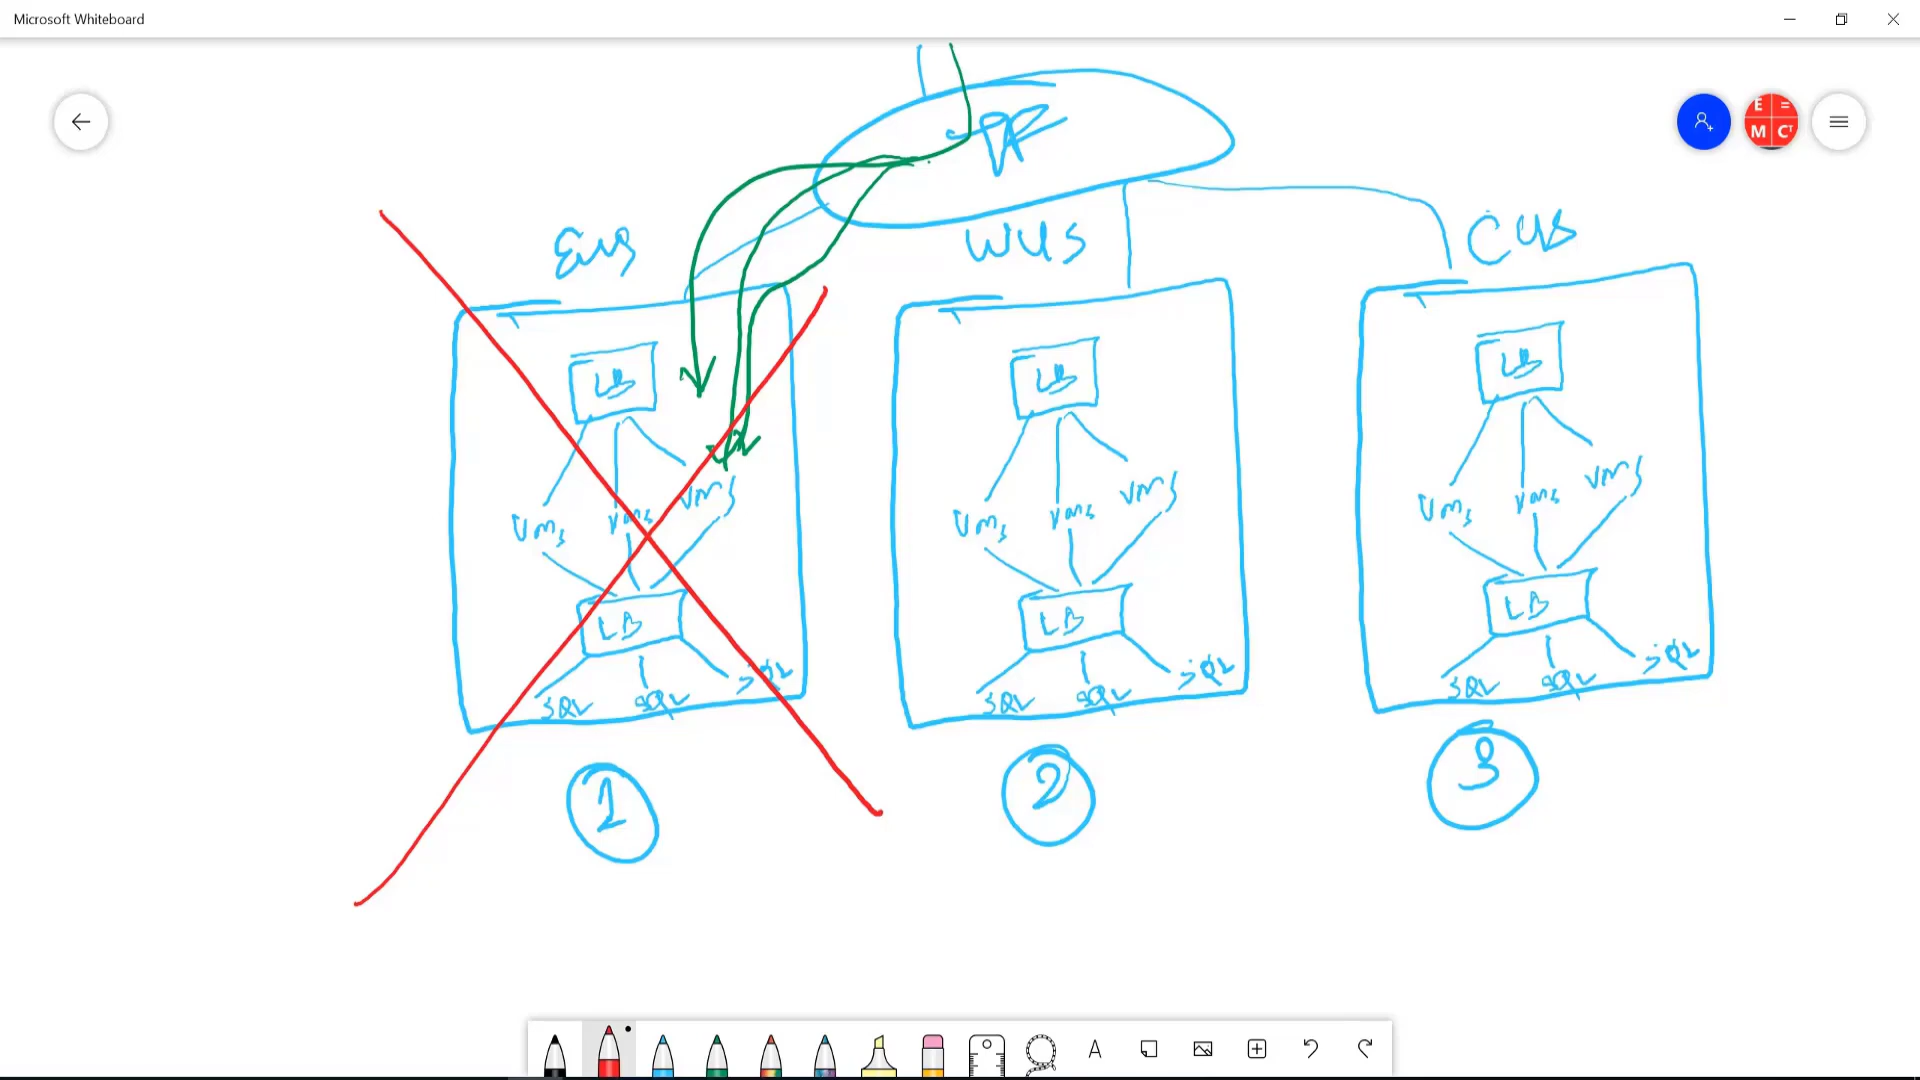 Microsoft Whiteboard
E =
M C²
EUS
WUS
CUS
LB
LB
LB
VMs VMs VMs
VMs VMs VMs
VMs VMs VMs
LB
LB
LB
SQL SQL SQL
SQL SQL SQL
SQL SQL SQL
1
2
3
A